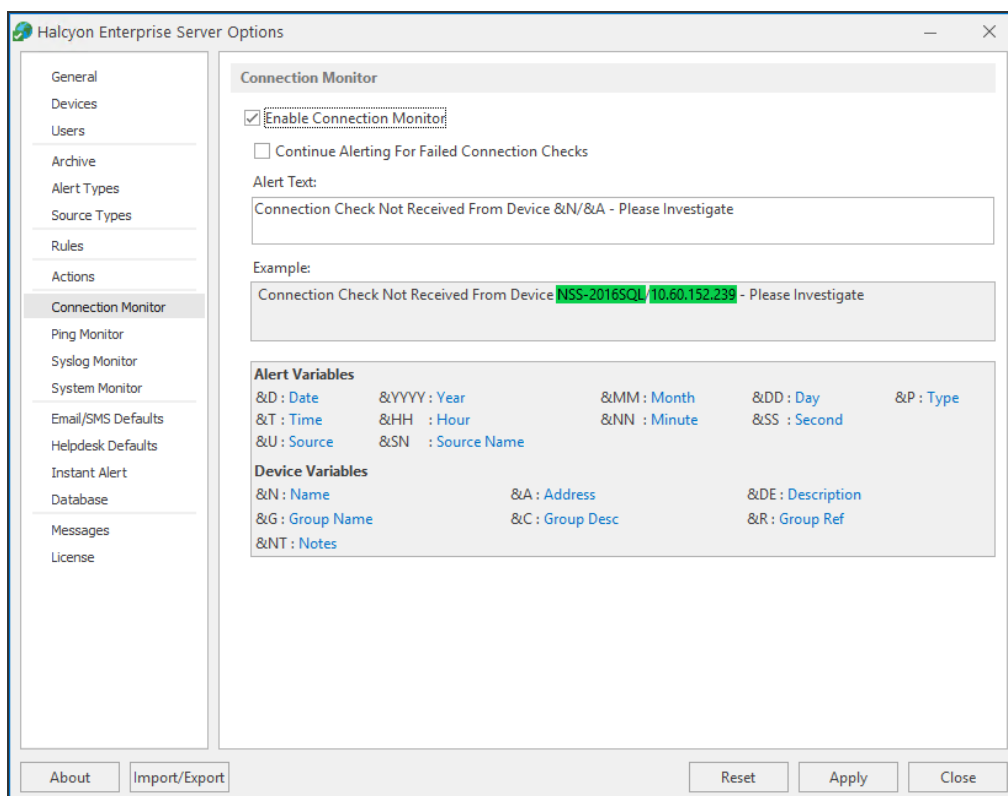 Halcyon Enterprise Server Options
General
Devices
Users
Archive
Alert Types
Source Types
Rules
Actions
Connection Monitor
Ping Monitor
Syslog Monitor
System Monitor
Email/SMS Defaults
Helpdesk Defaults
Instant Alert
Database
Messages
License
Connection Monitor
Enable Connection Monitor
Continue Alerting For Failed Connection Checks
Alert Text:
Connection Check Not Received From Device &N/&A - Please Investigate
Example:
Connection Check Not Received From Device NSS-2016SQL/10.60.152.239 - Please Investigate
Alert Variables
&D : Date &YYYY : Year &MM : Month &DD : Day &P : Type
&T : Time &HH : Hour &NN : Minute &SS : Second
&U : Source &SN : Source Name
Device Variables
&N : Name &A : Address &DE : Description
&G : Group Name &C : Group Desc &R : Group Ref
&NT : Notes
About Import/Export Reset Apply Close